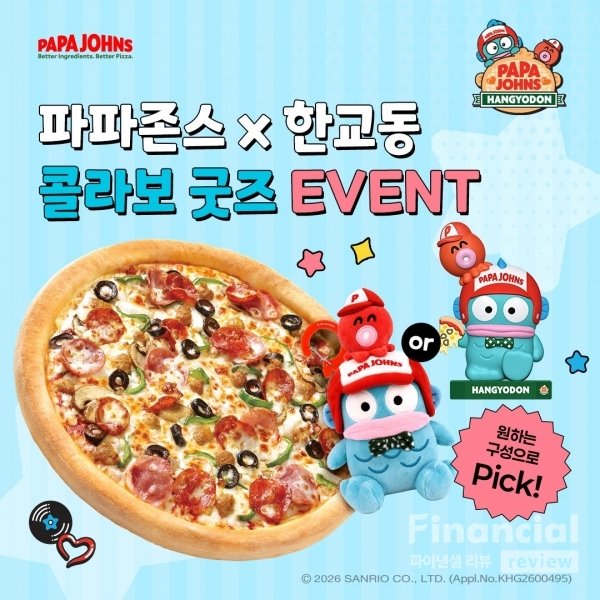 PAPA JOHNS
Better Ingredients. Better Pizza.
PAPA
JOHNS
HANGYODON
파파존스 x 한교동
콜라보 굿즈 EVENT
P
P
PAPA JOHNS
or
PAPA JOHNS
HANGYODON
원하는
구성으로
Pick!
Financial
파이낸셜 리뷰 review
© 2026 SANRIO CO., LTD. (Appl.No.KHG2600495)